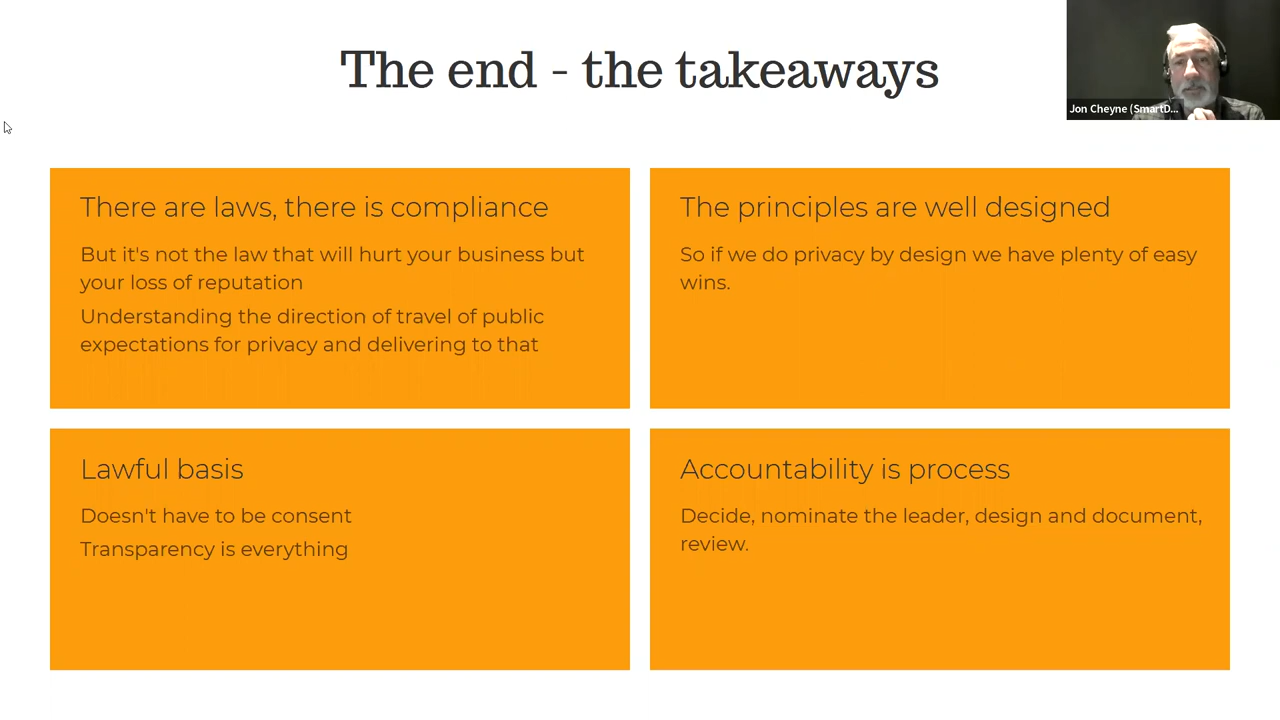 The end - the takeaways
Jon Cheyne (SmartD...
There are laws, there is compliance
But it's not the law that will hurt your business but
your loss of reputation
Understanding the direction of travel of public
expectations for privacy and delivering to that
The principles are well designed
So if we do privacy by design we have plenty of easy
wins.
Lawful basis
Doesn't have to be consent
Transparency is everything
Accountability is process
Decide, nominate the leader, design and document,
review.